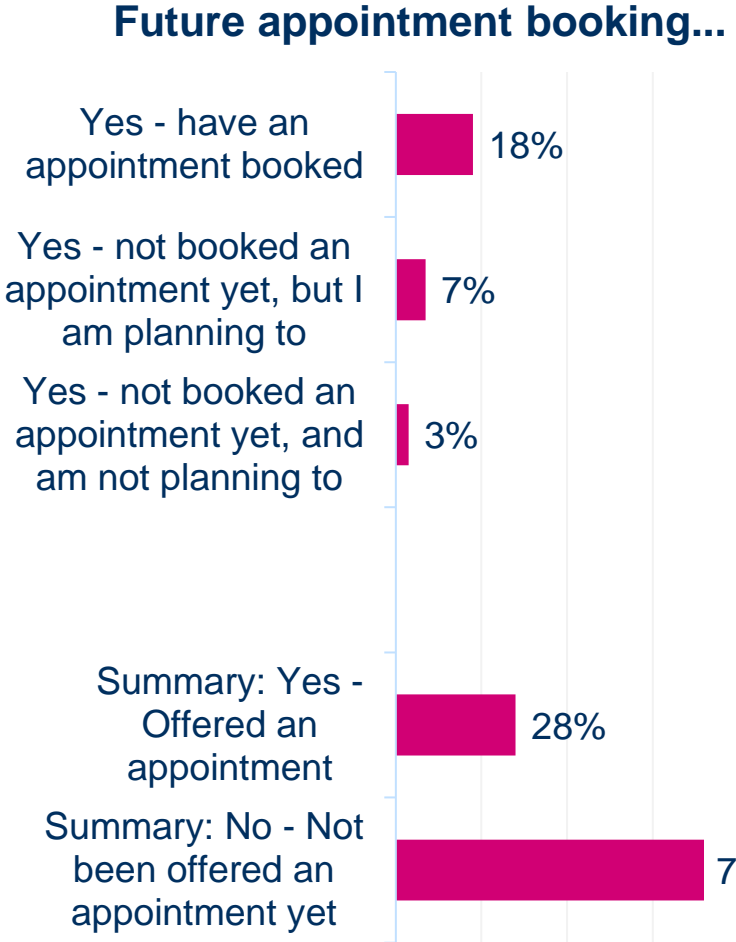 Future appointment booking...
Yes - have an
appointment booked
18%
Yes - not booked an
appointment yet, but I
am planning to
7%
Yes - not booked an
appointment yet, and
am not planning to
3%
Summary: Yes -
Offered an
appointment
28%
Summary: No - Not
been offered an
appointment yet
7